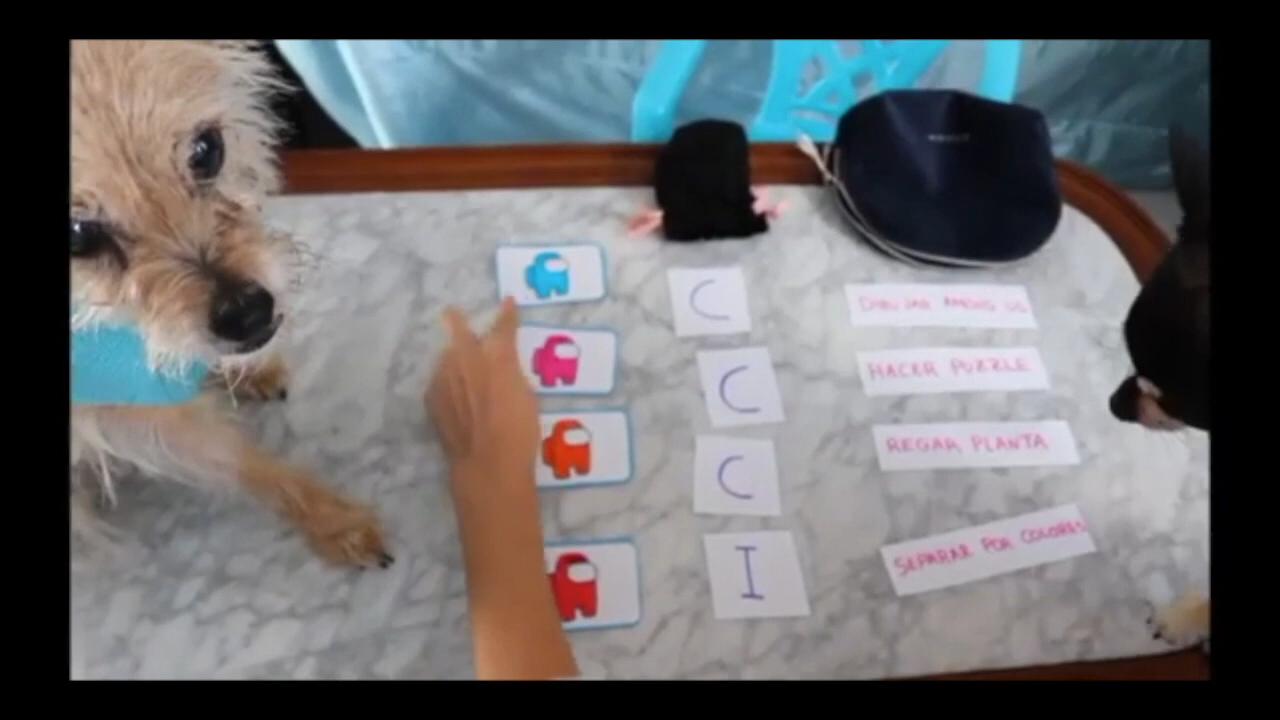 C
DIBUJAR AMONG US
C
HACER PUZZLE
C
REGAR PLANTA
I
SEPARAR POR COLORES